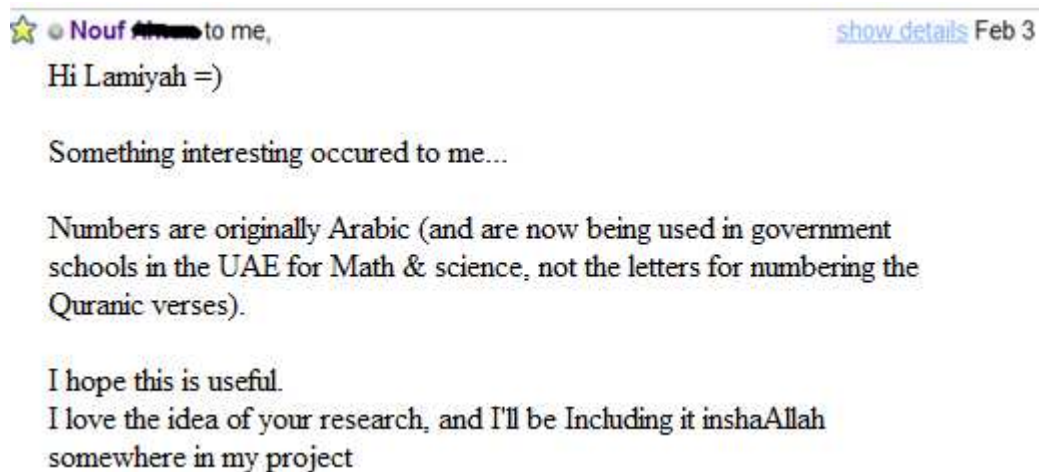 Nouf to me, show details Feb 3
Hi Lamiyah =)
Something interesting occured to me...
Numbers are originally Arabic (and are now being used in government
schools in the UAE for Math & science, not the letters for numbering the
Quranic verses).
I hope this is useful.
I love the idea of your research, and I'll be Including it inshaAllah
somewhere in my project